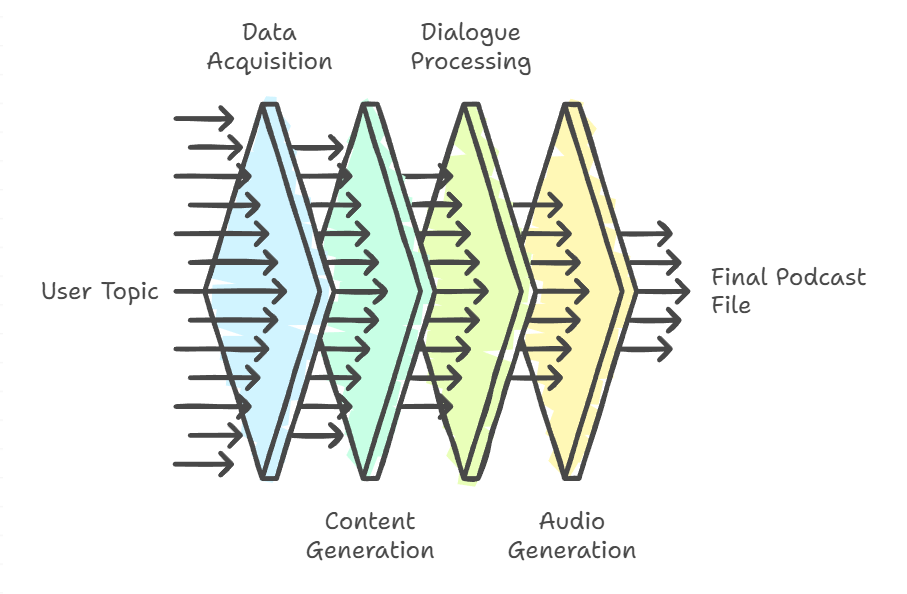 Data
Acquisition
Dialogue
Processing
User Topic
Final Podcast
File
Content
Generation
Audio
Generation